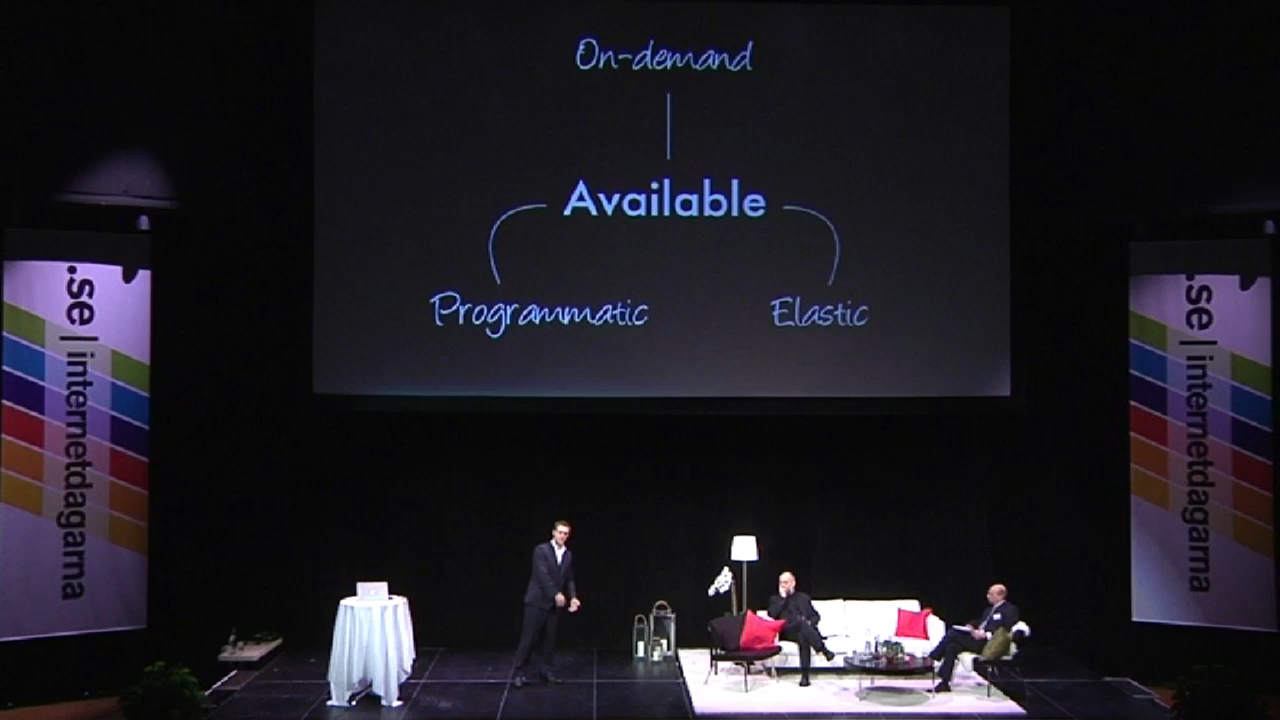 On-demand
Available
Programmatic
Elastic
.se | internetdagarna
.se | internetdagarna